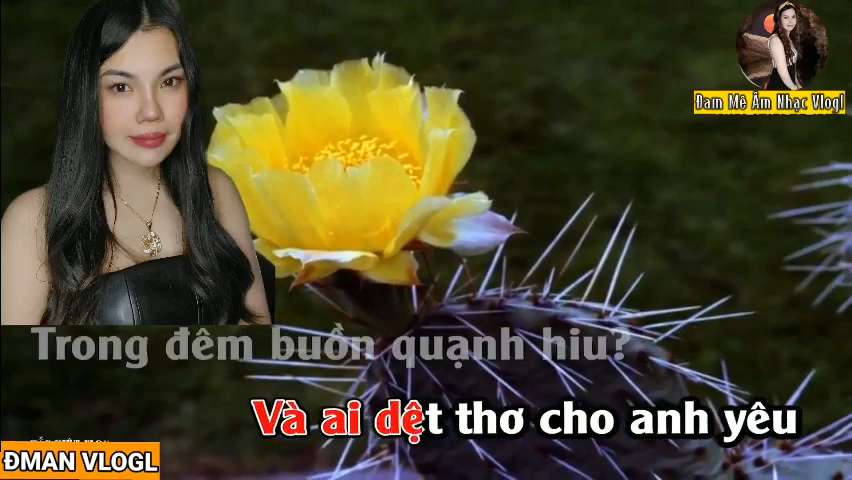 Đam Mê Âm Nhạc Vlogl
Trong đêm buồn quạnh hiu?
Và ai dệt thơ cho anh yêu
ĐMAN VLOGL